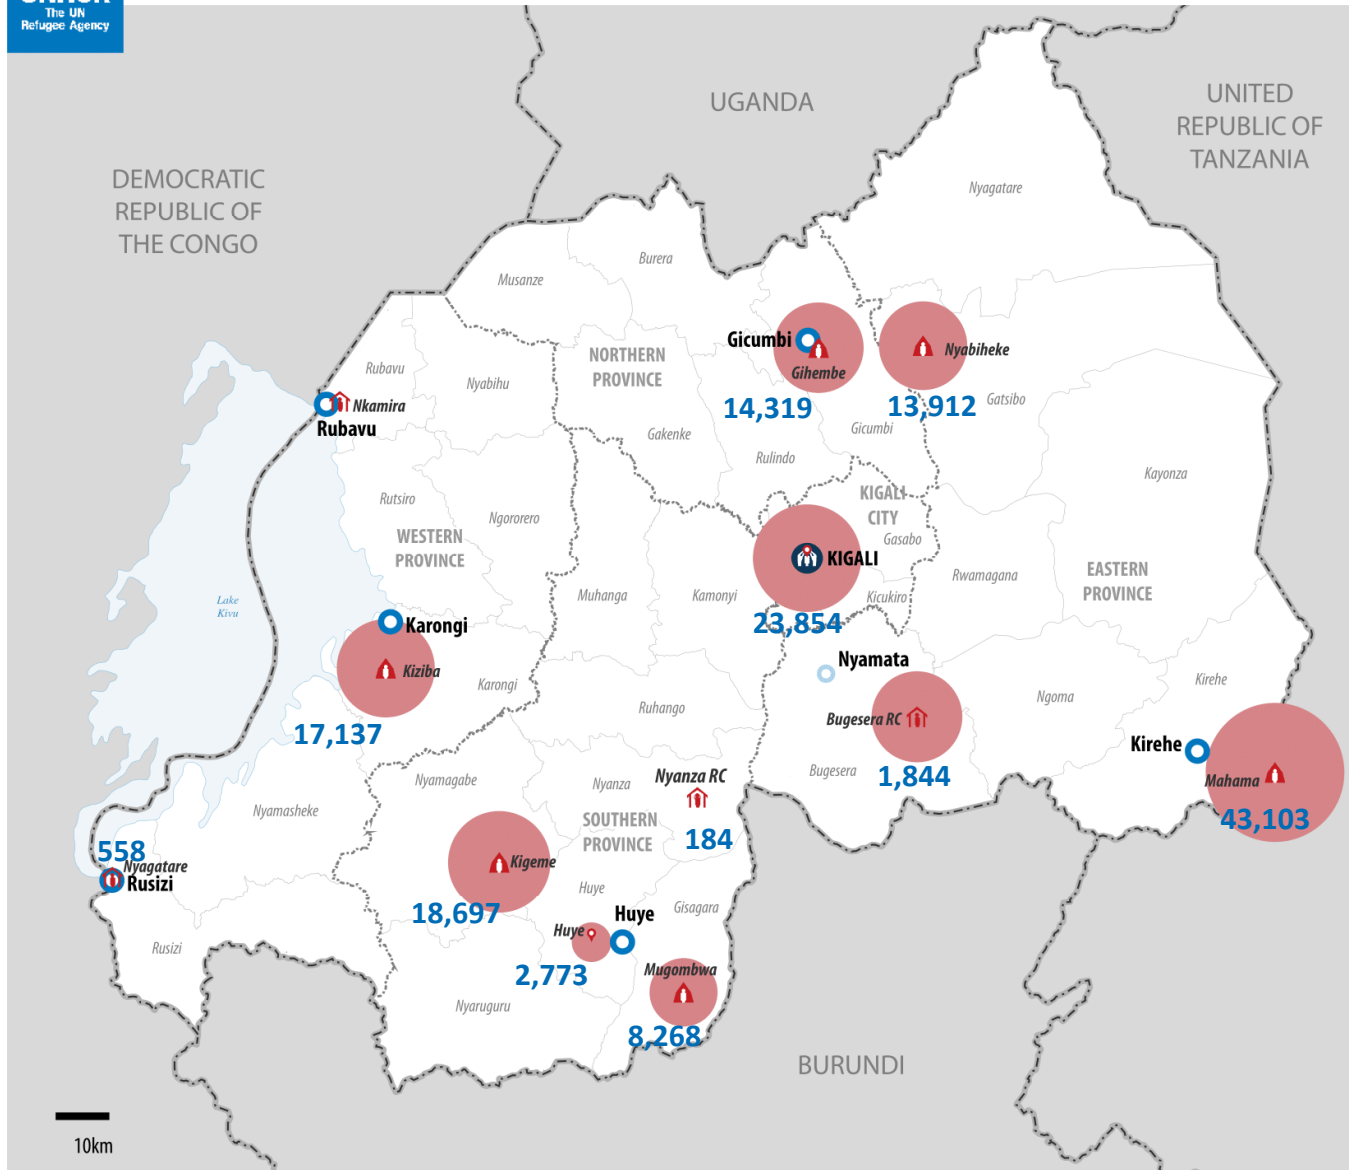 The UN
Refugee Agency
UGANDA
UNITED
REPUBLIC OF
TANZANIA
DEMOCRATIC
REPUBLIC OF
THE CONGO
Nyagatare
Burera
Musanze
Gicumbi
Gihembe
14,319
Nyabiheke
13,912
NORTHERN
PROVINCE
Rubavu
Nyabihu
Nkamira
Rubavu
Gatsibo
Gicumbi
Gakenke
Rulindo
Kayonza
Rutsiro
Ngororero
WESTERN
PROVINCE
KIGALI
CITY
Gasabo
KIGALI
23,854
Kicukiro
Rwamagana
EASTERN
PROVINCE
Muhanga
Kamonyi
Lake
Kivu
Karongi
Kiziba
17,137
Karongi
Nyamata
Ruhango
Ngoma
Kirehe
Bugesera RC
1,844
Bugesera
Kirehe
Mahama
43,103
Nyamagabe
Nyanza
Nyanza RC
184
SOUTHERN
PROVINCE
Nyamasheke
558
Nyagatare
Rusizi
Kigeme
18,697
Huye
Gisagara
Huye
Huye
2,773
Rusizi
Mugombwa
8,268
Nyaruguru
BURUNDI
10km